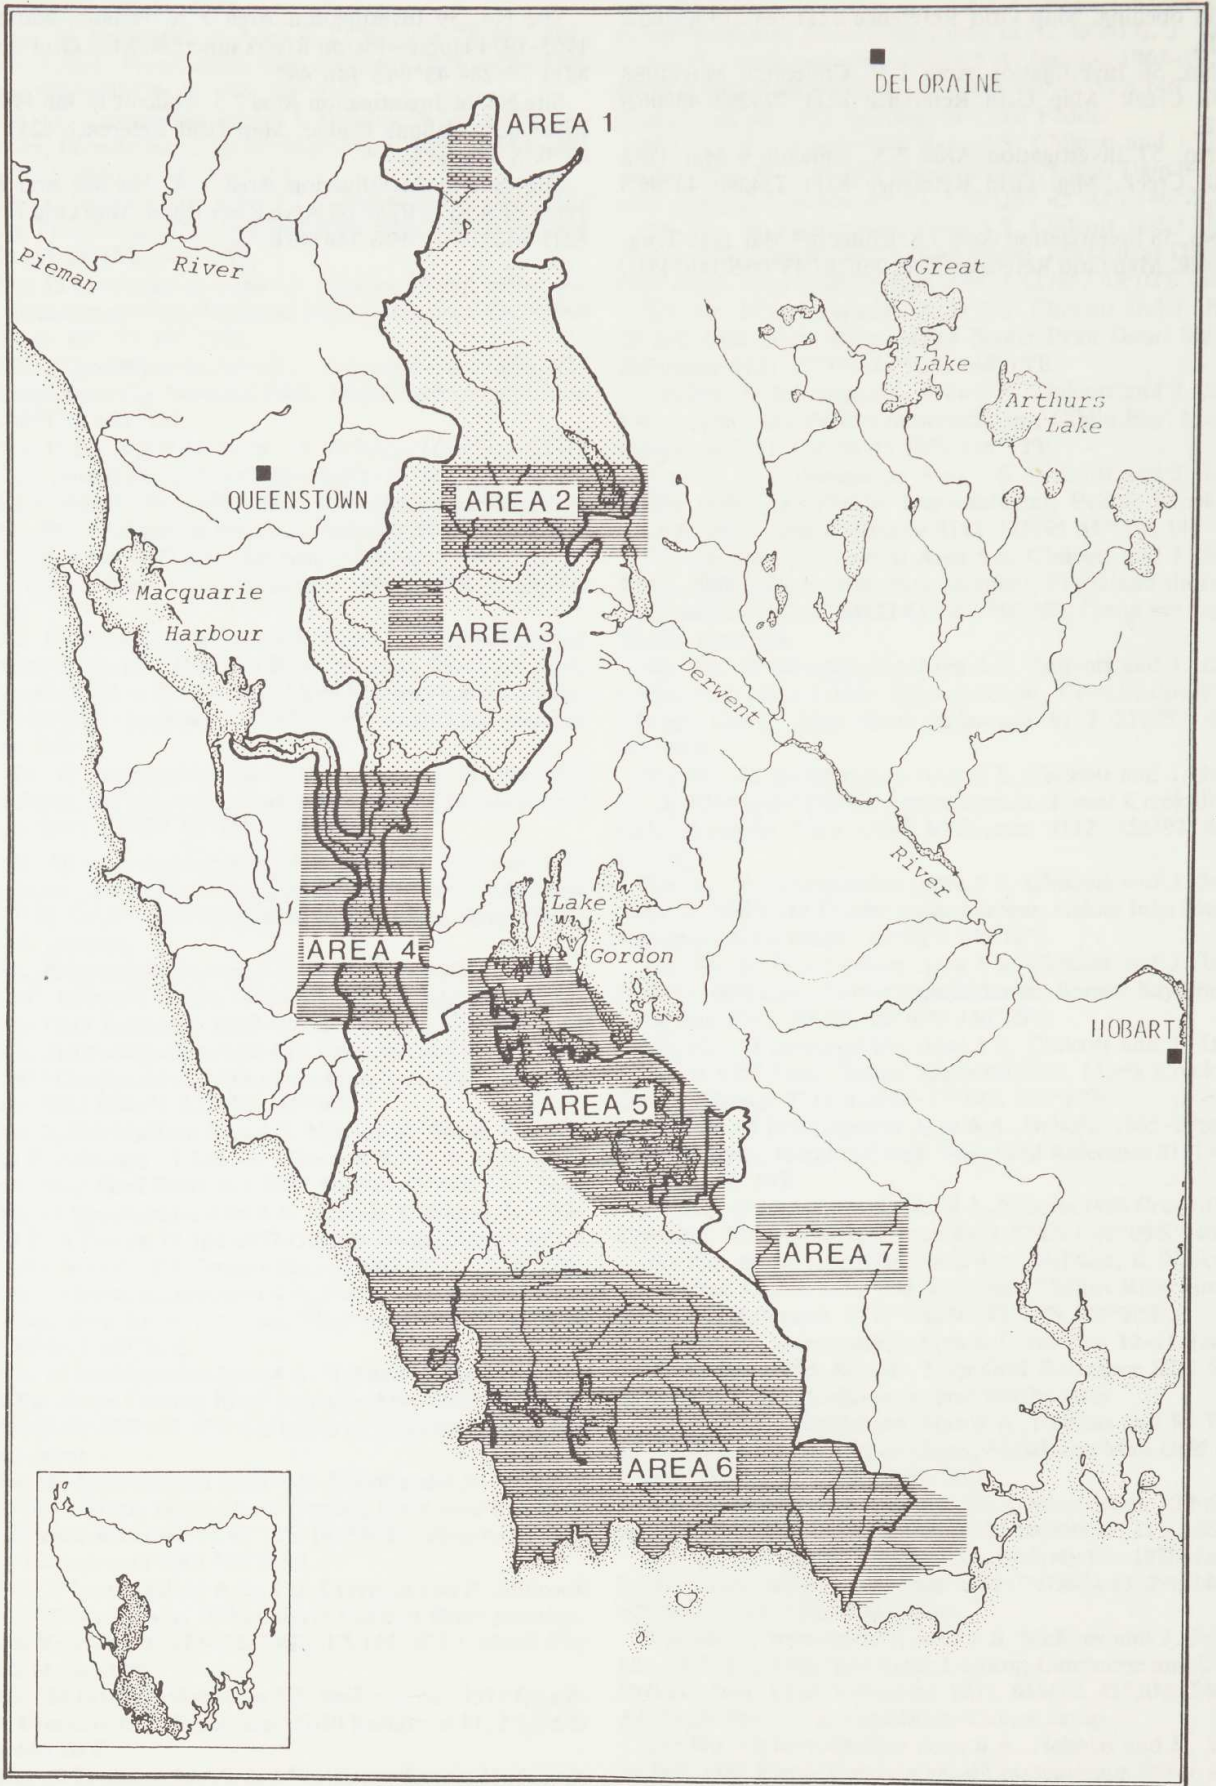 DELORAINE
AREA 1
Pieman River
Great
Lake
Arthurs
Lake
QUEENSTOWN
AREA 2
Macquarie
Harbour
AREA 3
Derwent
River
Lake
Gordon
AREA 4
HOBART
AREA 5
AREA 7
AREA 6